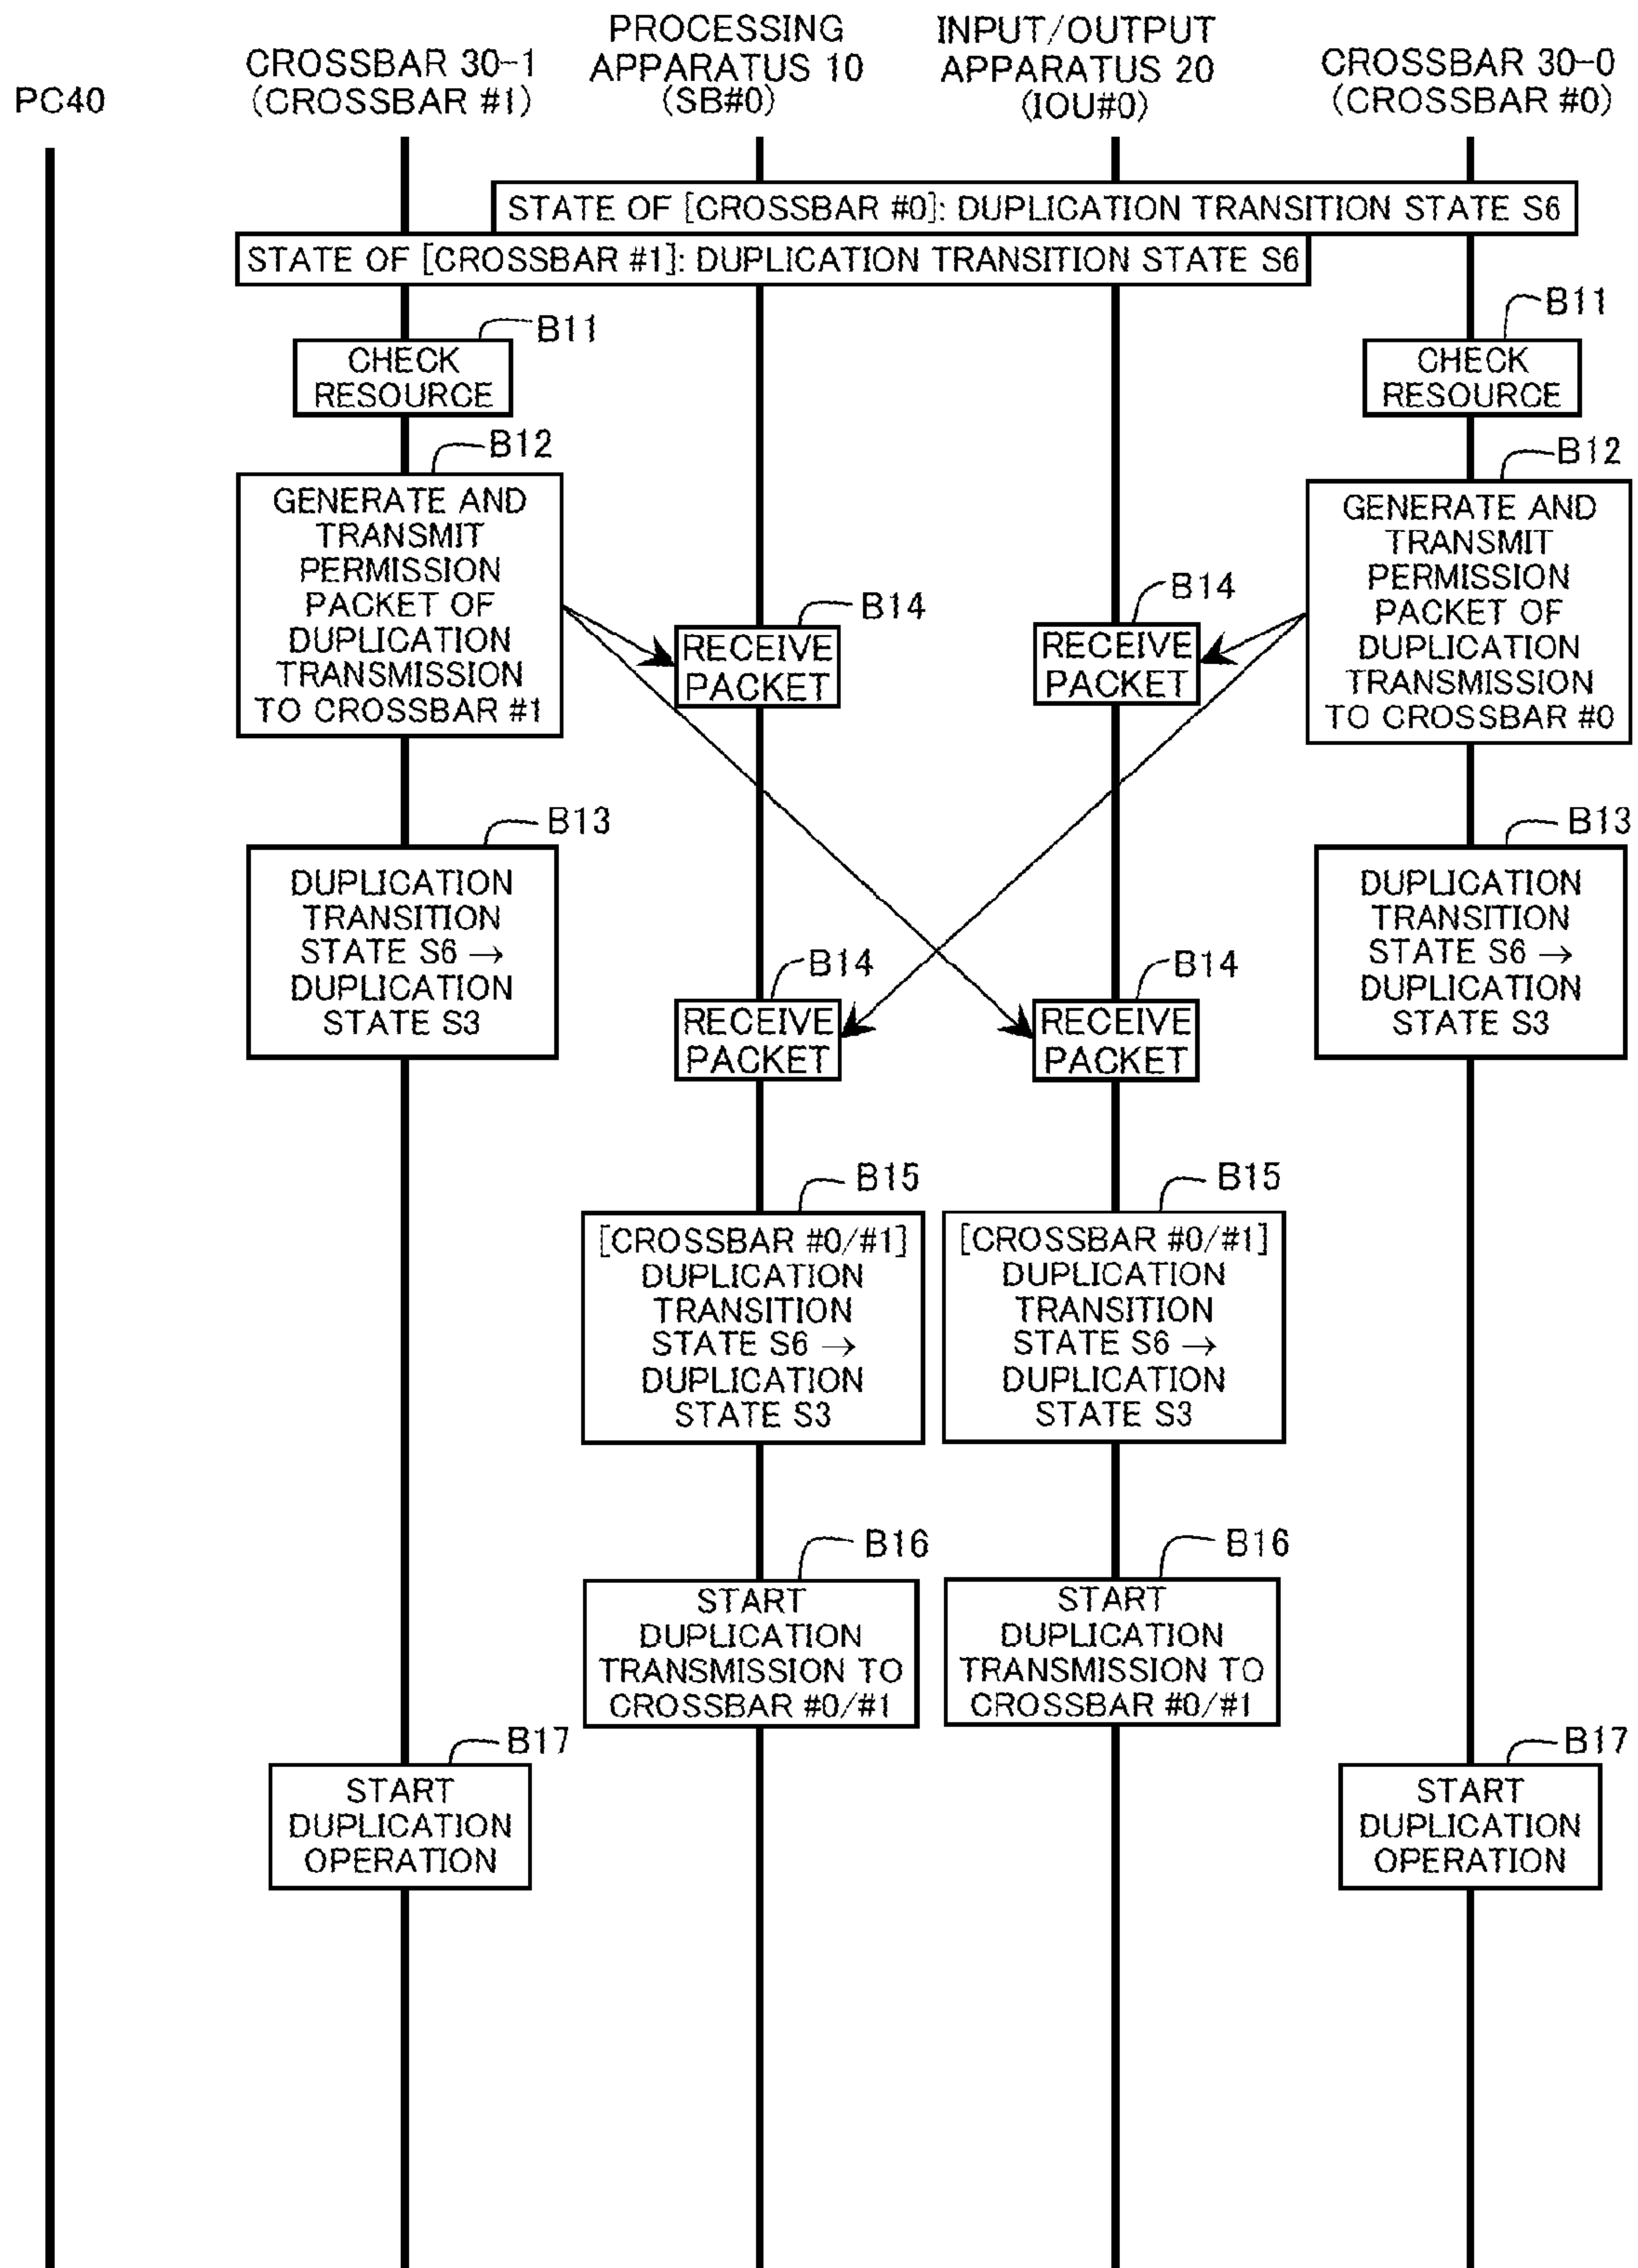 PC40
CROSSBAR 30-1
(CROSSBAR #1)
PROCESSING
APPARATUS 10
(SB#0)
INPUT/OUTPUT
APPARATUS 20
(IOU#0)
CROSSBAR 30-0
(CROSSBAR #0)
STATE OF [CROSSBAR #0]: DUPLICATION TRANSITION STATE S6
STATE OF [CROSSBAR #1]: DUPLICATION TRANSITION STATE S6
B11
CHECK
RESOURCE
B11
CHECK
RESOURCE
B12
GENERATE AND
TRANSMIT
PERMISSION
PACKET OF
DUPLICATION
TRANSMISSION
TO CROSSBAR #1
B12
GENERATE AND
TRANSMIT
PERMISSION
PACKET OF
DUPLICATION
TRANSMISSION
TO CROSSBAR #0
B14
RECEIVE
PACKET
B14
RECEIVE
PACKET
B13
DUPLICATION
TRANSITION
STATE S6 →
DUPLICATION
STATE S3
B13
DUPLICATION
TRANSITION
STATE S6 →
DUPLICATION
STATE S3
B14
RECEIVE
PACKET
B14
RECEIVE
PACKET
B15
[CROSSBAR #0/#1]
DUPLICATION
TRANSITION
STATE S6 →
DUPLICATION
STATE S3
B15
[CROSSBAR #0/#1]
DUPLICATION
TRANSITION
STATE S6 →
DUPLICATION
STATE S3
B16
START
DUPLICATION
TRANSMISSION TO
CROSSBAR #0/#1
B16
START
DUPLICATION
TRANSMISSION TO
CROSSBAR #0/#1
B17
START
DUPLICATION
OPERATION
B17
START
DUPLICATION
OPERATION